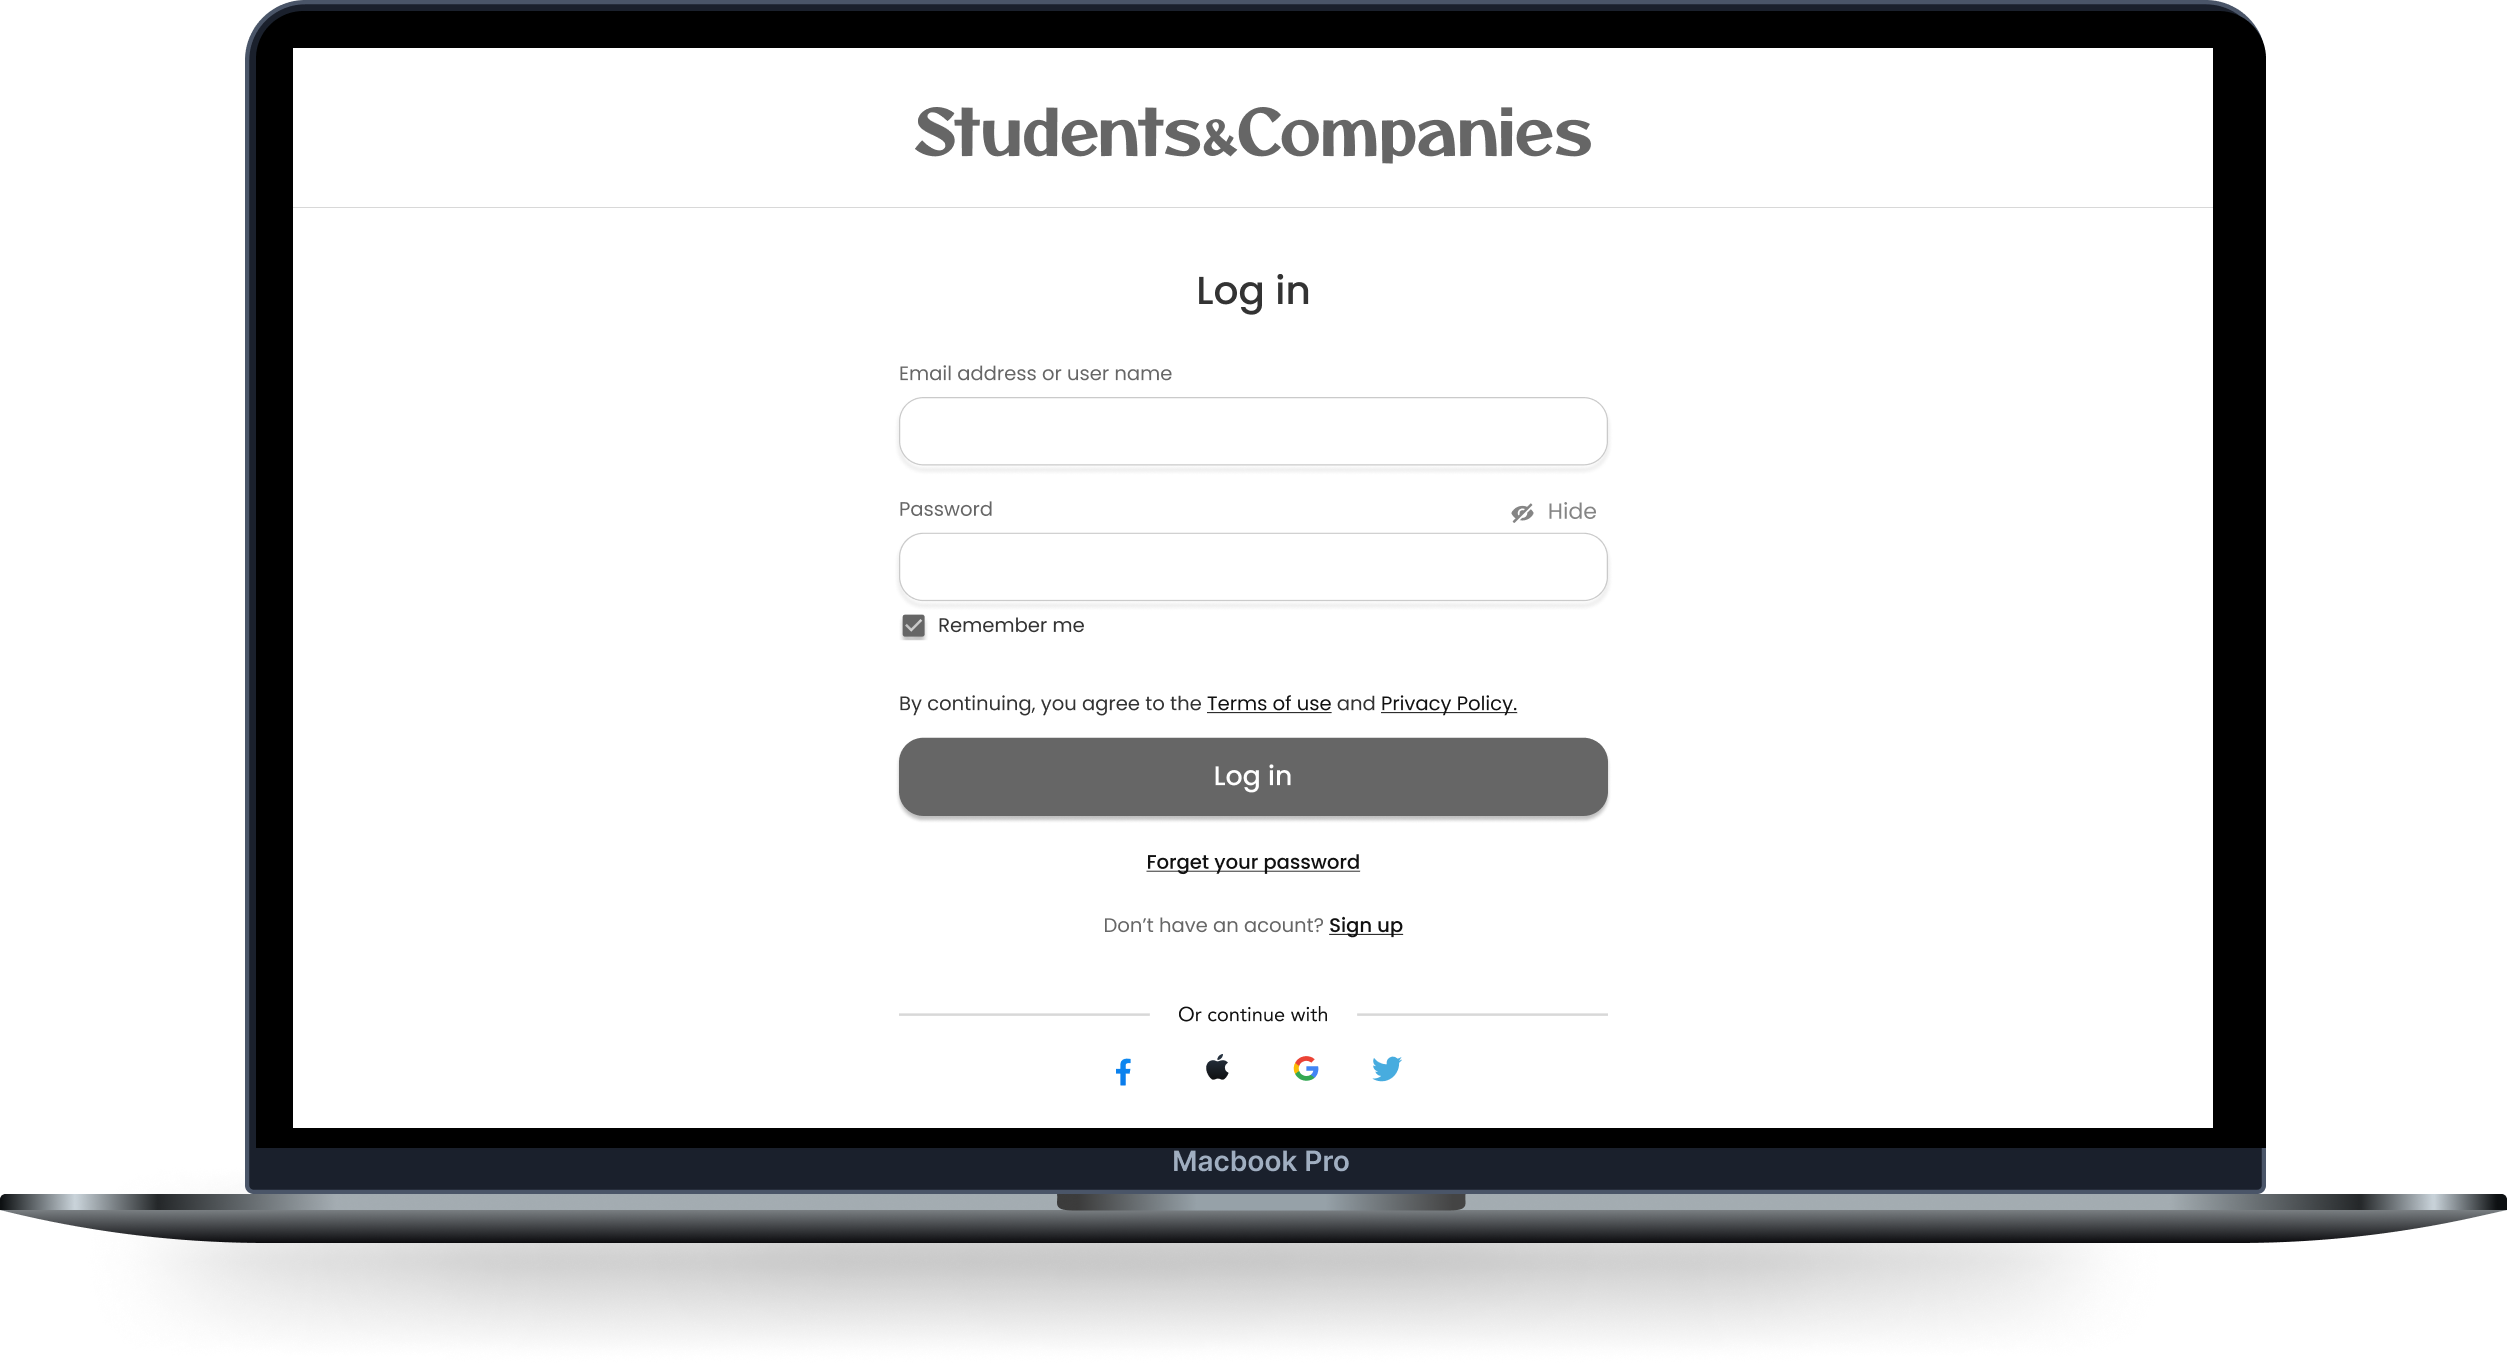 Students&Companies
Log in
Email address or user name
Password
Hide
Remember me
By continuing, you agree to the Terms of use and Privacy Policy.
Log in
Forget your password
Don’t have an acount? Sign up
Or continue with
Macbook Pro